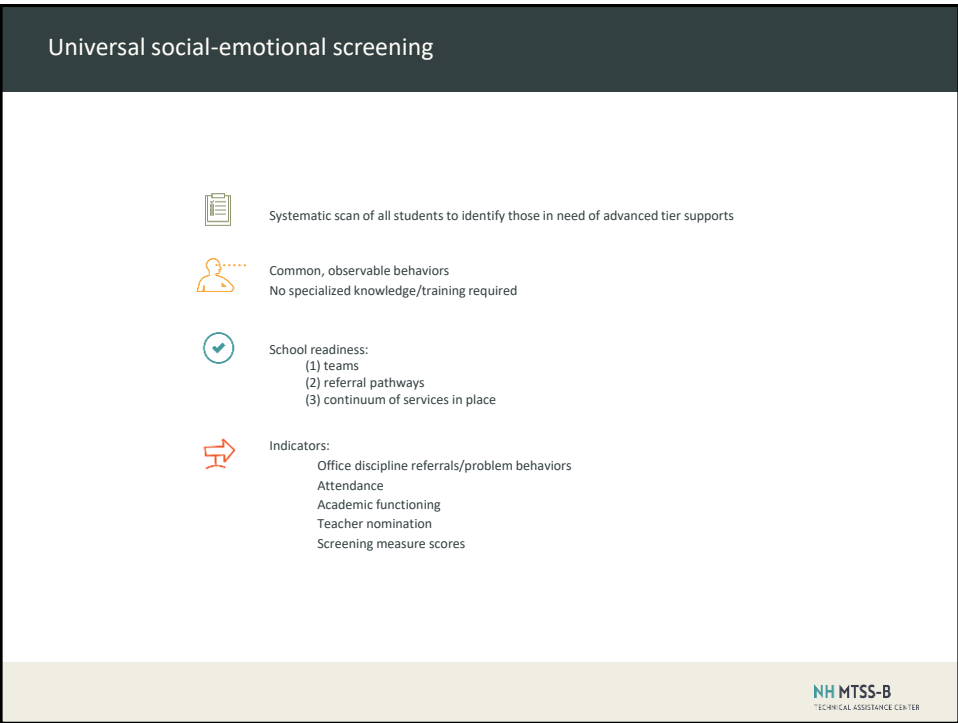 Universal social-emotional screening
Systematic scan of all students to identify those in need of advanced tier supports
Common, observable behaviors
No specialized knowledge/training required
School readiness:
(1) teams
(2) referral pathways
(3) continuum of services in place
Indicators:
Office discipline referrals/problem behaviors
Attendance
Academic functioning
Teacher nomination
Screening measure scores
NH MTSS-B
TECHNICAL ASSISTANCE CENTER